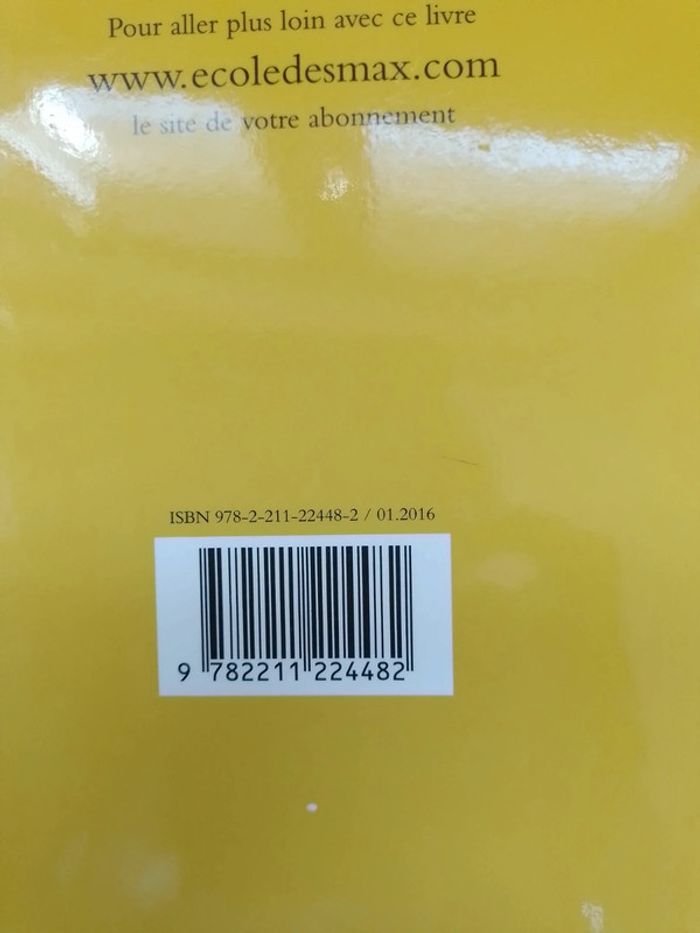 Pour aller plus loin avec ce livre
www.ecoledesmax.com
le site de votre abonnement
ISBN 978-2-211-22448-2 / 01.2016
9 782211 224482